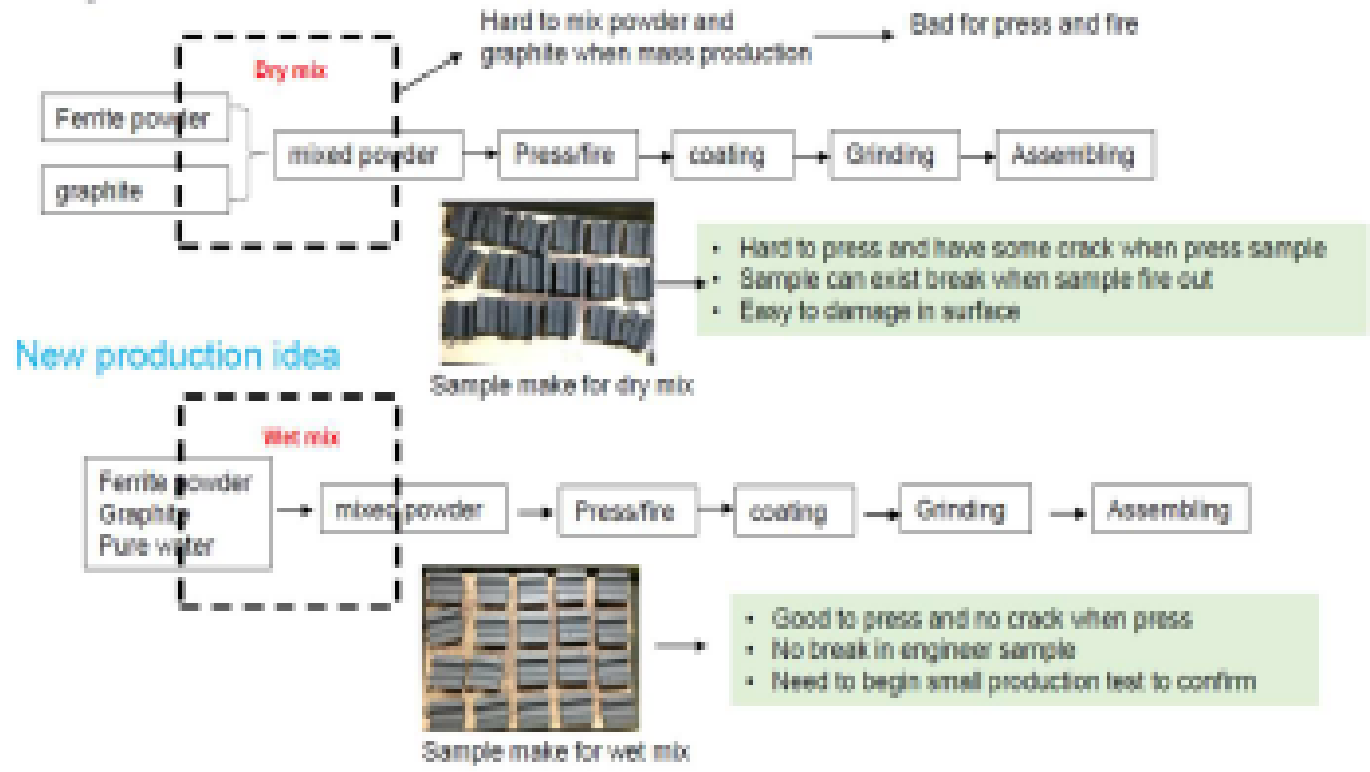 Hard to mix powder and
graphite when mass production
Bad for press and fire
Dry mix
Ferrite powder
graphite
mixed powder
Press/fire
coating
Grinding
Assembling
• Hard to press and have some crack when press sample
• Sample can exist break when sample fire out
• Easy to damage in surface
Sample make for dry mix
New production idea
Wet mix
Ferrite powder
Graphite
Pure water
mixed powder
Press/fire
coating
Grinding
Assembling
• Good to press and no crack when press
• No break in engineer sample
• Need to begin small production test to confirm
Sample make for wet mix